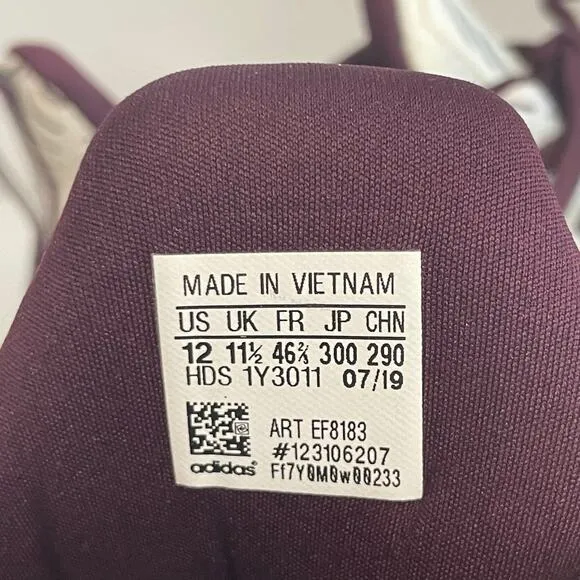 MADE IN VIETNAM
US UK FR JP CHN
12 11½ 46⅔ 300 290
HDS 1Y3011 07/19
ART EF8183
#123106207
adidas® Ff7Y0M0w00233